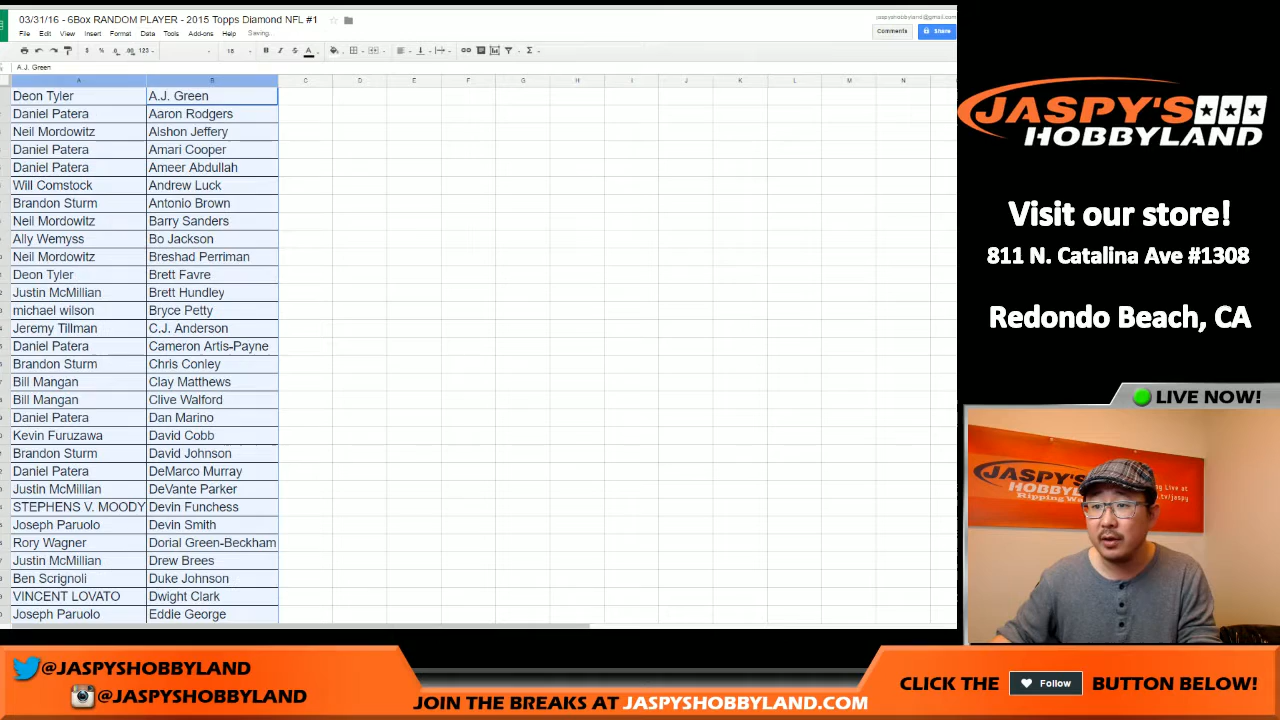 03/31/16 - 6Box RANDOM PLAYER - 2015 Topps Diamond NFL #1
jaspyshobbyland@gmail.com
File Edit View Insert Format Data Tools Add-ons Help Saving...
Comments
Share
A.J. Green
A B C D E F G H I J K L M N
Deon Tyler A.J. Green
Daniel Patera Aaron Rodgers
Neil Mordowitz Alshon Jeffery
Daniel Patera Amari Cooper
Daniel Patera Ameer Abdullah
Will Comstock Andrew Luck
Brandon Sturm Antonio Brown
Neil Mordowitz Barry Sanders
Ally Wemyss Bo Jackson
Neil Mordowitz Breshad Perriman
Deon Tyler Brett Favre
Justin McMillian Brett Hundley
michael wilson Bryce Petty
Jeremy Tillman C.J. Anderson
Daniel Patera Cameron Artis-Payne
Brandon Sturm Chris Conley
Bill Mangan Clay Matthews
Bill Mangan Clive Walford
Daniel Patera Dan Marino
Kevin Furuzawa David Cobb
Brandon Sturm David Johnson
Daniel Patera DeMarco Murray
Justin McMillian DeVante Parker
STEPHENS V. MOODY Devin Funchess
Joseph Paruolo Devin Smith
Rory Wagner Dorial Green-Beckham
Justin McMillian Drew Brees
Ben Scrignoli Duke Johnson
VINCENT LOVATO Dwight Clark
Joseph Paruolo Eddie George
JASPY'S
HOBBYLAND
Visit our store!
811 N. Catalina Ave #1308
Redondo Beach, CA
LIVE NOW!
JASPY'S
@JASPYSHOBBYLAND
@JASPYSHOBBYLAND
JOIN THE BREAKS AT JASPYSHOBBYLAND.COM
CLICK THE Follow BUTTON BELOW!